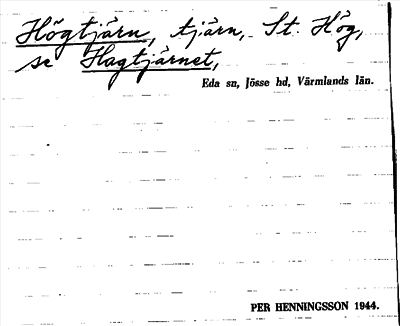 Högtjärn, tjärn, St. Hög,
se Hagtjärnet,
Eda sn, Jösse hd, Värmlands län.
PER HENNINGSSON 1944.